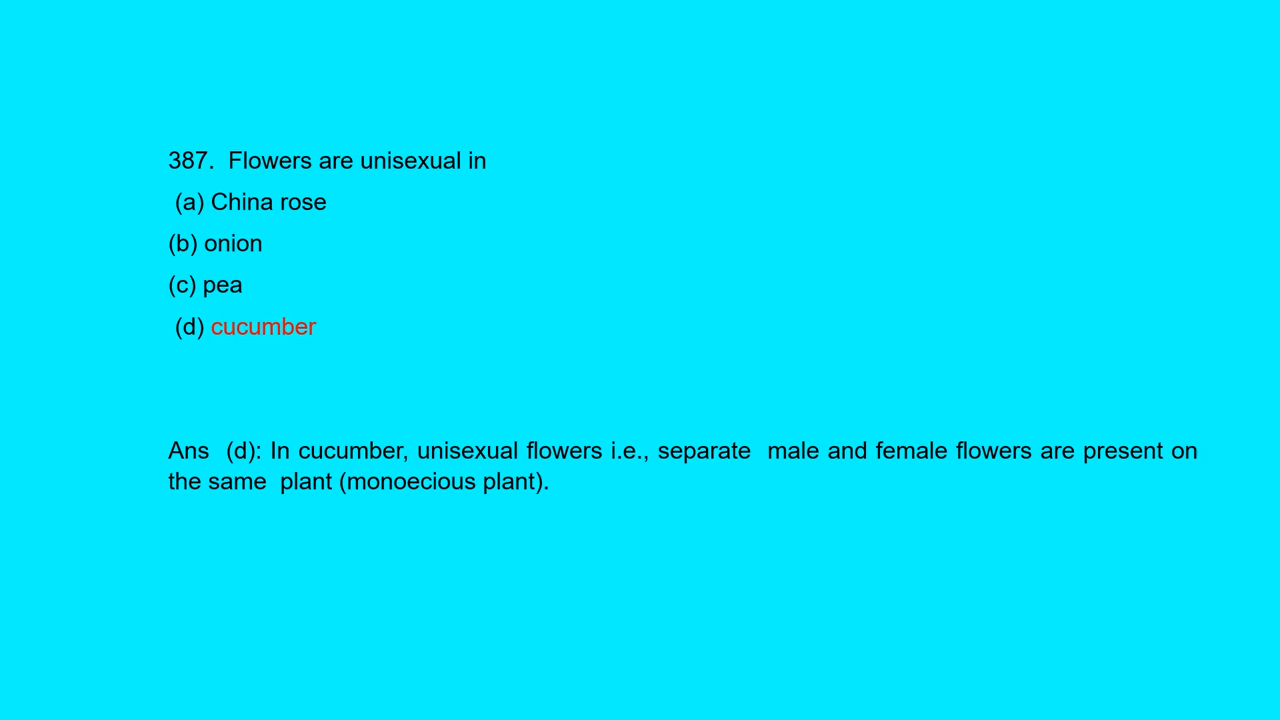 387. Flowers are unisexual in
(a) China rose
(b) onion
(c) pea
(d) cucumber
Ans (d): In cucumber, unisexual flowers i.e., separate male and female flowers are present on
the same plant (monoecious plant).